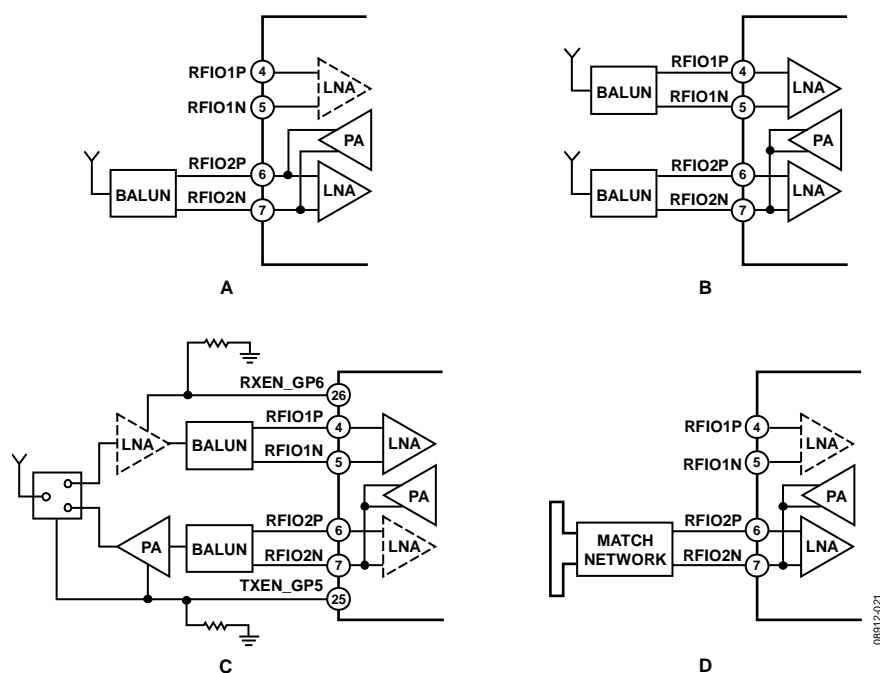 RFIO1P
4
LNA
RFIO1N
5
PA
RFIO2P
6
BALUN
LNA
RFIO2N
7
A
RFIO1P
4
BALUN
LNA
RFIO1N
5
PA
RFIO2P
6
BALUN
LNA
RFIO2N
7
B
RXEN_GP6
26
RFIO1P
4
LNA
BALUN
LNA
RFIO1N
5
PA
RFIO2P
6
PA
BALUN
LNA
RFIO2N
7
TXEN_GP5
25
C
RFIO1P
4
LNA
RFIO1N
5
PA
RFIO2P
6
MATCH
NETWORK
LNA
RFIO2N
7
D
08912-021